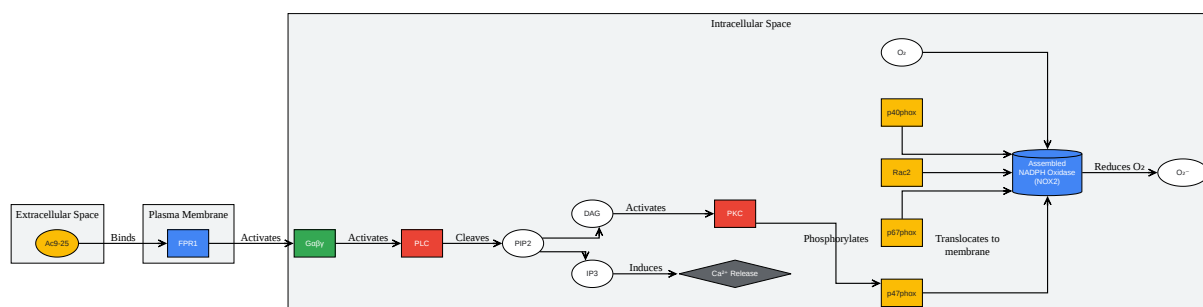 Intracellular Space
O₂
p40phox
Assembled
NADPH Oxidase
(NOX2)
Reduces O₂
O₂⁻
Rac2
Extracellular Space
Plasma Membrane
DAG
Activates
PKC
p67phox
Phosphorylates
Translocates to
membrane
Ac9-25
Binds
FPR1
Activates
Gαβγ
Activates
PLC
Cleaves
PIP2
IP3
Induces
Ca²⁺ Release
p47phox